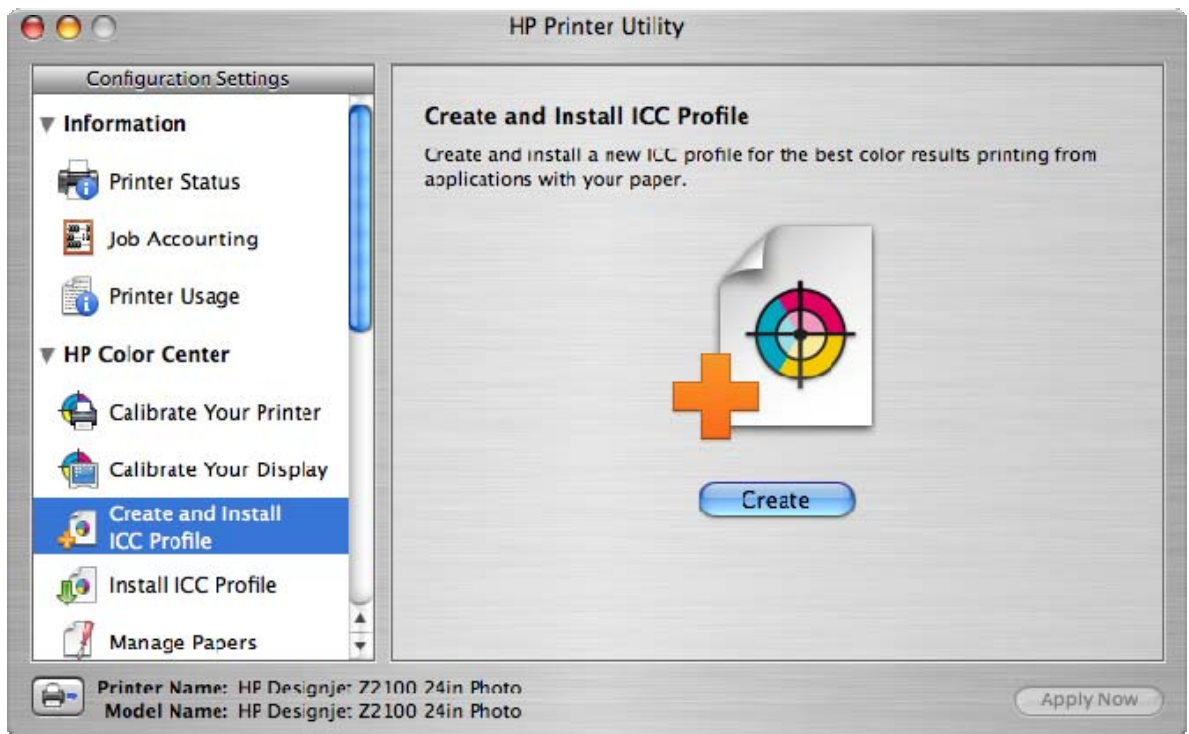 HP Printer Utility
Configuration Settings
Information
Printer Status
Job Accounting
Printer Usage
HP Color Center
Calibrate Your Printer
Calibrate Your Display
Create and Install
ICC Profile
Install ICC Profile
Manage Papers
Create and Install ICC Profile
Create and install a new ICC profile for the best color results printing from
applications with your paper.
Create
Printer Name: HP Designjet Z2100 24in Photo
Model Name: HP Designjet Z2100 24in Photo
Apply Now